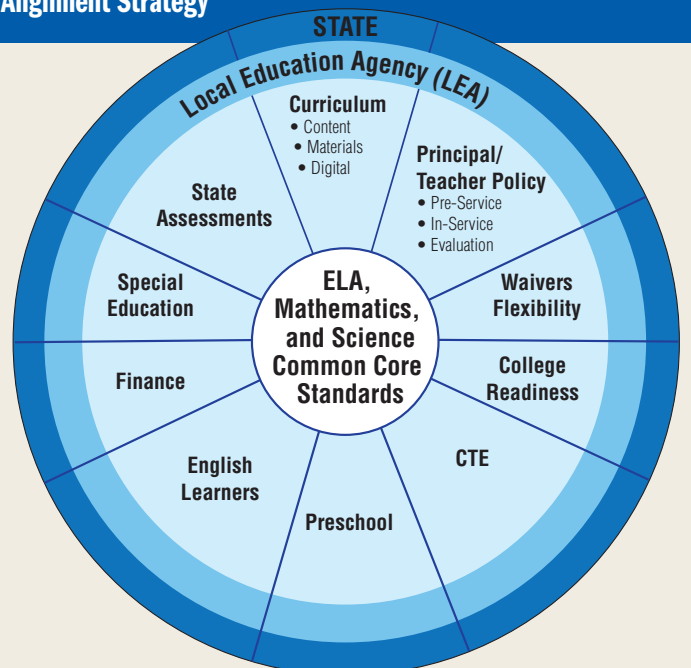 Alignment Strategy
STATE
Local Education Agency (LEA)
Curriculum
• Content
• Materials
• Digital
Principal/
Teacher Policy
• Pre-Service
• In-Service
• Evaluation
State
Assessments
Special
Education
Waivers
Flexibility
ELA,
Mathematics,
and Science
Common Core
Standards
Finance
College
Readiness
English
Learners
CTE
Preschool